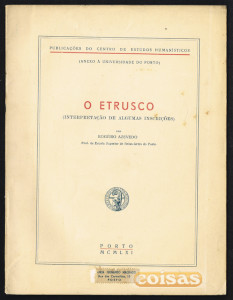 PUBLICAÇÕES DO CENTRO DE ESTUDOS HUMANÍSTICOS
(ANEXO À UNIVERSIDADE DO PORTO)
O ETRUSCO
(INTERPRETAÇÃO DE ALGUMAS INSCRIÇÕES)
POR
AZEVEDO
PORTO
MCMLXI
coisas